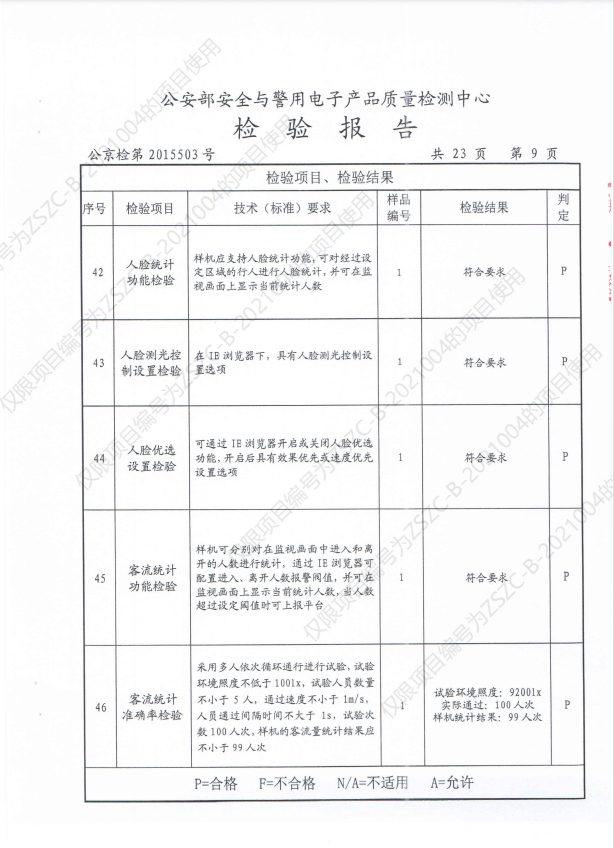 公安部安全与警用电子产品质量检测中心
检 验 报 告
公京检第 2015503 号 共 23 页 第 9 页
检验项目、检验结果
序号 检验项目 技术（标准）要求 样品编号 检验结果 判定
42 人脸统计功能检验 样机应支持人脸统计功能,可对经过设
定区域的行人进行人脸统计，并可在监
视画面上显示当前统计人数
1 符合要求 P
43 人脸测光控制设置检验 在 IE 浏览器下，具有人脸测光控制设
置选项
1 符合要求 P
44 人脸优选设置检验 可通过 IE 浏览器开启或关闭人脸优选
功能，开启后具有效果优先或速度优先
设置选项
1 符合要求 P
45 客流统计功能检验 样机可分别对在监视画面中进入和离
开的人数进行统计，通过 IE 浏览器可
配置进入、离开人数报警阀值，并可在
监视画面上显示当前统计人数，当人数
超过设定阈值时可上报平台
1 符合要求 P
46 客流统计准确率检验 采用多人依次循环通行进行试验，试验
环境照度不低于 100lx，试验人员数量
不小于 5 人，通过速度不小于 1m/s，
人员通过间隔时间不大于 1s，试验次
数 100 人次，样机的客流量统计结果应
不小于 99 人次
1 试验环境照度：9200lx
实际通过：100 人次
样机统计结果：99 人次
P
P=合格 F=不合格 N/A=不适用 A=允许
仅限项目编号为ZSZC-B-2021004的项目使用